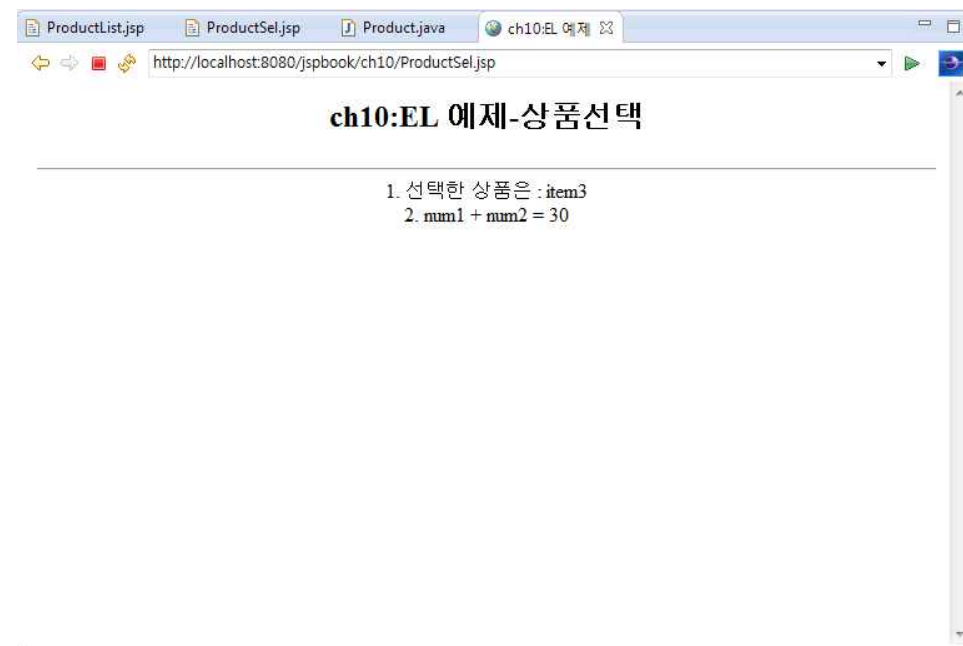 ProductList.jsp ProductSel.jsp Product.java ch10:EL 예제
http://localhost:8080/jspbook/ch10/ProductSel.jsp
ch10:EL 예제-상품선택
1. 선택한 상품은 : item3
2. num1 + num2 = 30